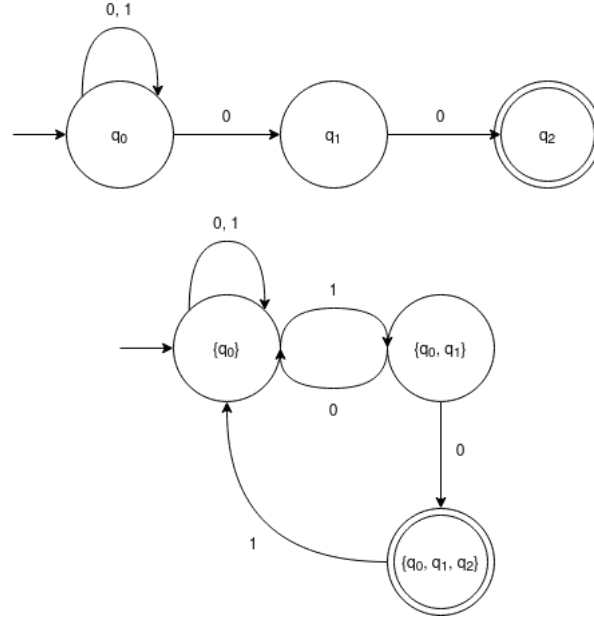 0, 1
0
0
q₀
q₁
q₂
0, 1
1
{q₀}
{q₀, q₁}
0
0
1
{q₀, q₁, q₂}